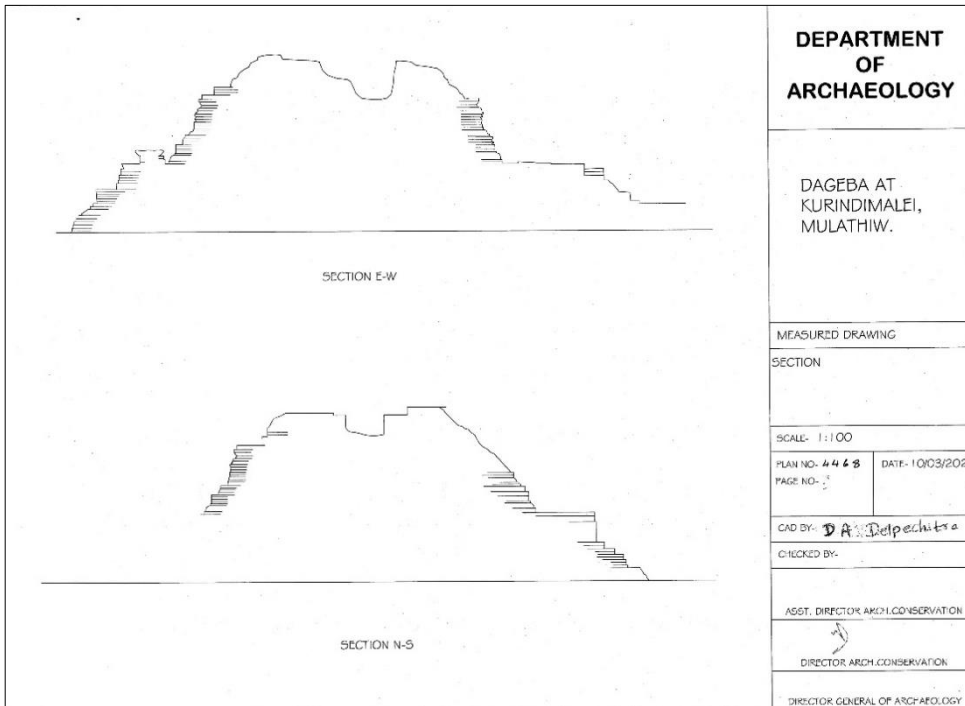 SECTION E-W
SECTION N-S
DEPARTMENT
OF
ARCHAEOLOGY
DAGEBA AT
KURINDIMALEI,
MULATHIW.
MEASURED DRAWING
SECTION
SCALE- 1:100
PLAN NO- 4468
DATE- 10/03/202
PAGE NO-
CAD BY- D A Delpechitra
CHECKED BY-
ASST. DIRECTOR ARCH.CONSERVATION
DIRECTOR ARCH.CONSERVATION
DIRECTOR GENERAL OF ARCHAEOLOGY